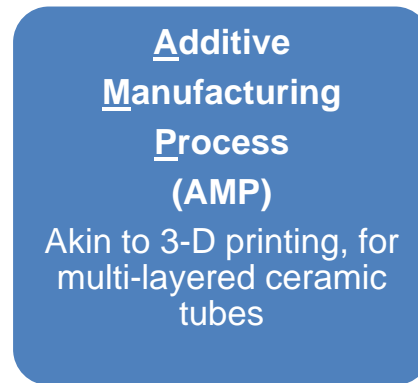 Additive
Manufacturing
Process
(AMP)
Akin to 3-D printing, for
multi-layered ceramic
tubes